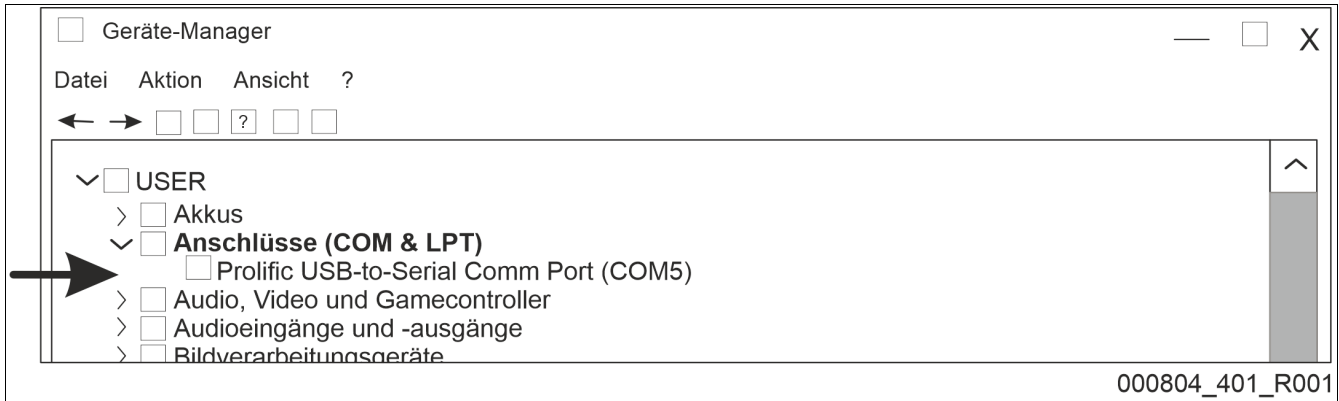 Geräte-Manager
X
Datei Aktion Ansicht ?
?
USER
Akkus
Anschlüsse (COM & LPT)
Prolific USB-to-Serial Comm Port (COM5)
Audio, Video und Gamecontroller
Audioeingänge und -ausgänge
Bildverarbeitungsgeräte
000804_401_R001